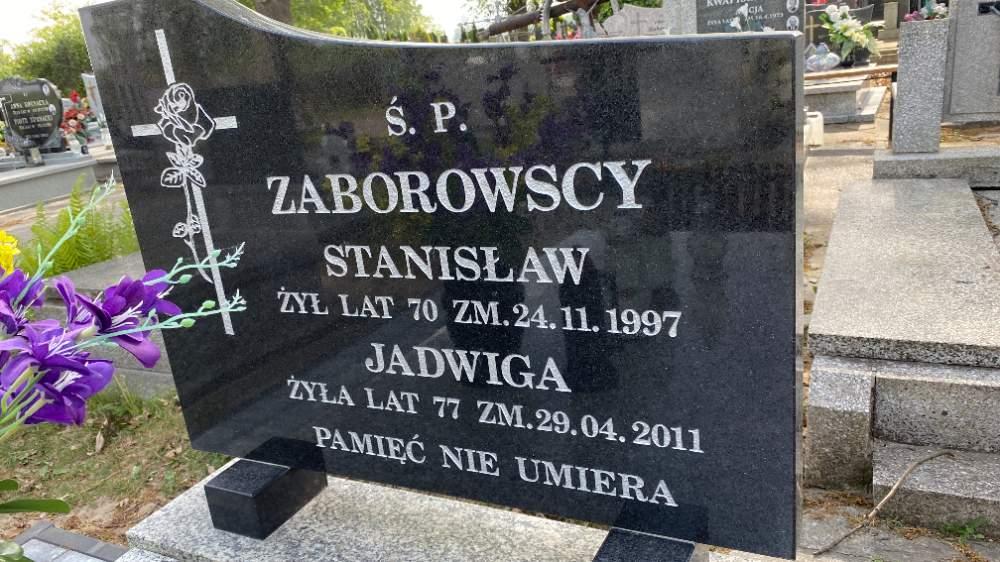 Ś. P.
ZABOROWSCY
STANISŁAW
ŻYŁ LAT 70 ZM. 24.11.1997
JADWIGA
ŻYŁA LAT 77 ZM. 29.04.2011
PAMIĘĆ NIE UMIERA